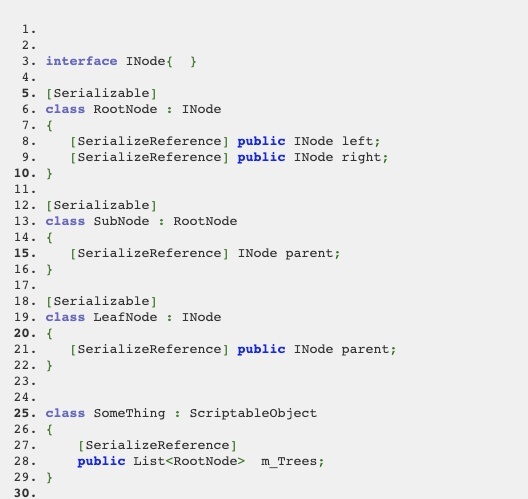 1.
2.
3. interface INode{  }
4.
5. [Serializable]
6. class RootNode : INode
7. {
8.    [SerializeReference] public INode left;
9.    [SerializeReference] public INode right;
10. }
11.
12. [Serializable]
13. class SubNode : RootNode
14. {
15.    [SerializeReference] INode parent;
16. }
17.
18. [Serializable]
19. class LeafNode : INode
20. {
21.    [SerializeReference] public INode parent;
22. }
23.
24.
25. class SomeThing : ScriptableObject
26. {
27.     [SerializeReference]
28.     public List<RootNode>  m_Trees;
29. }
30.